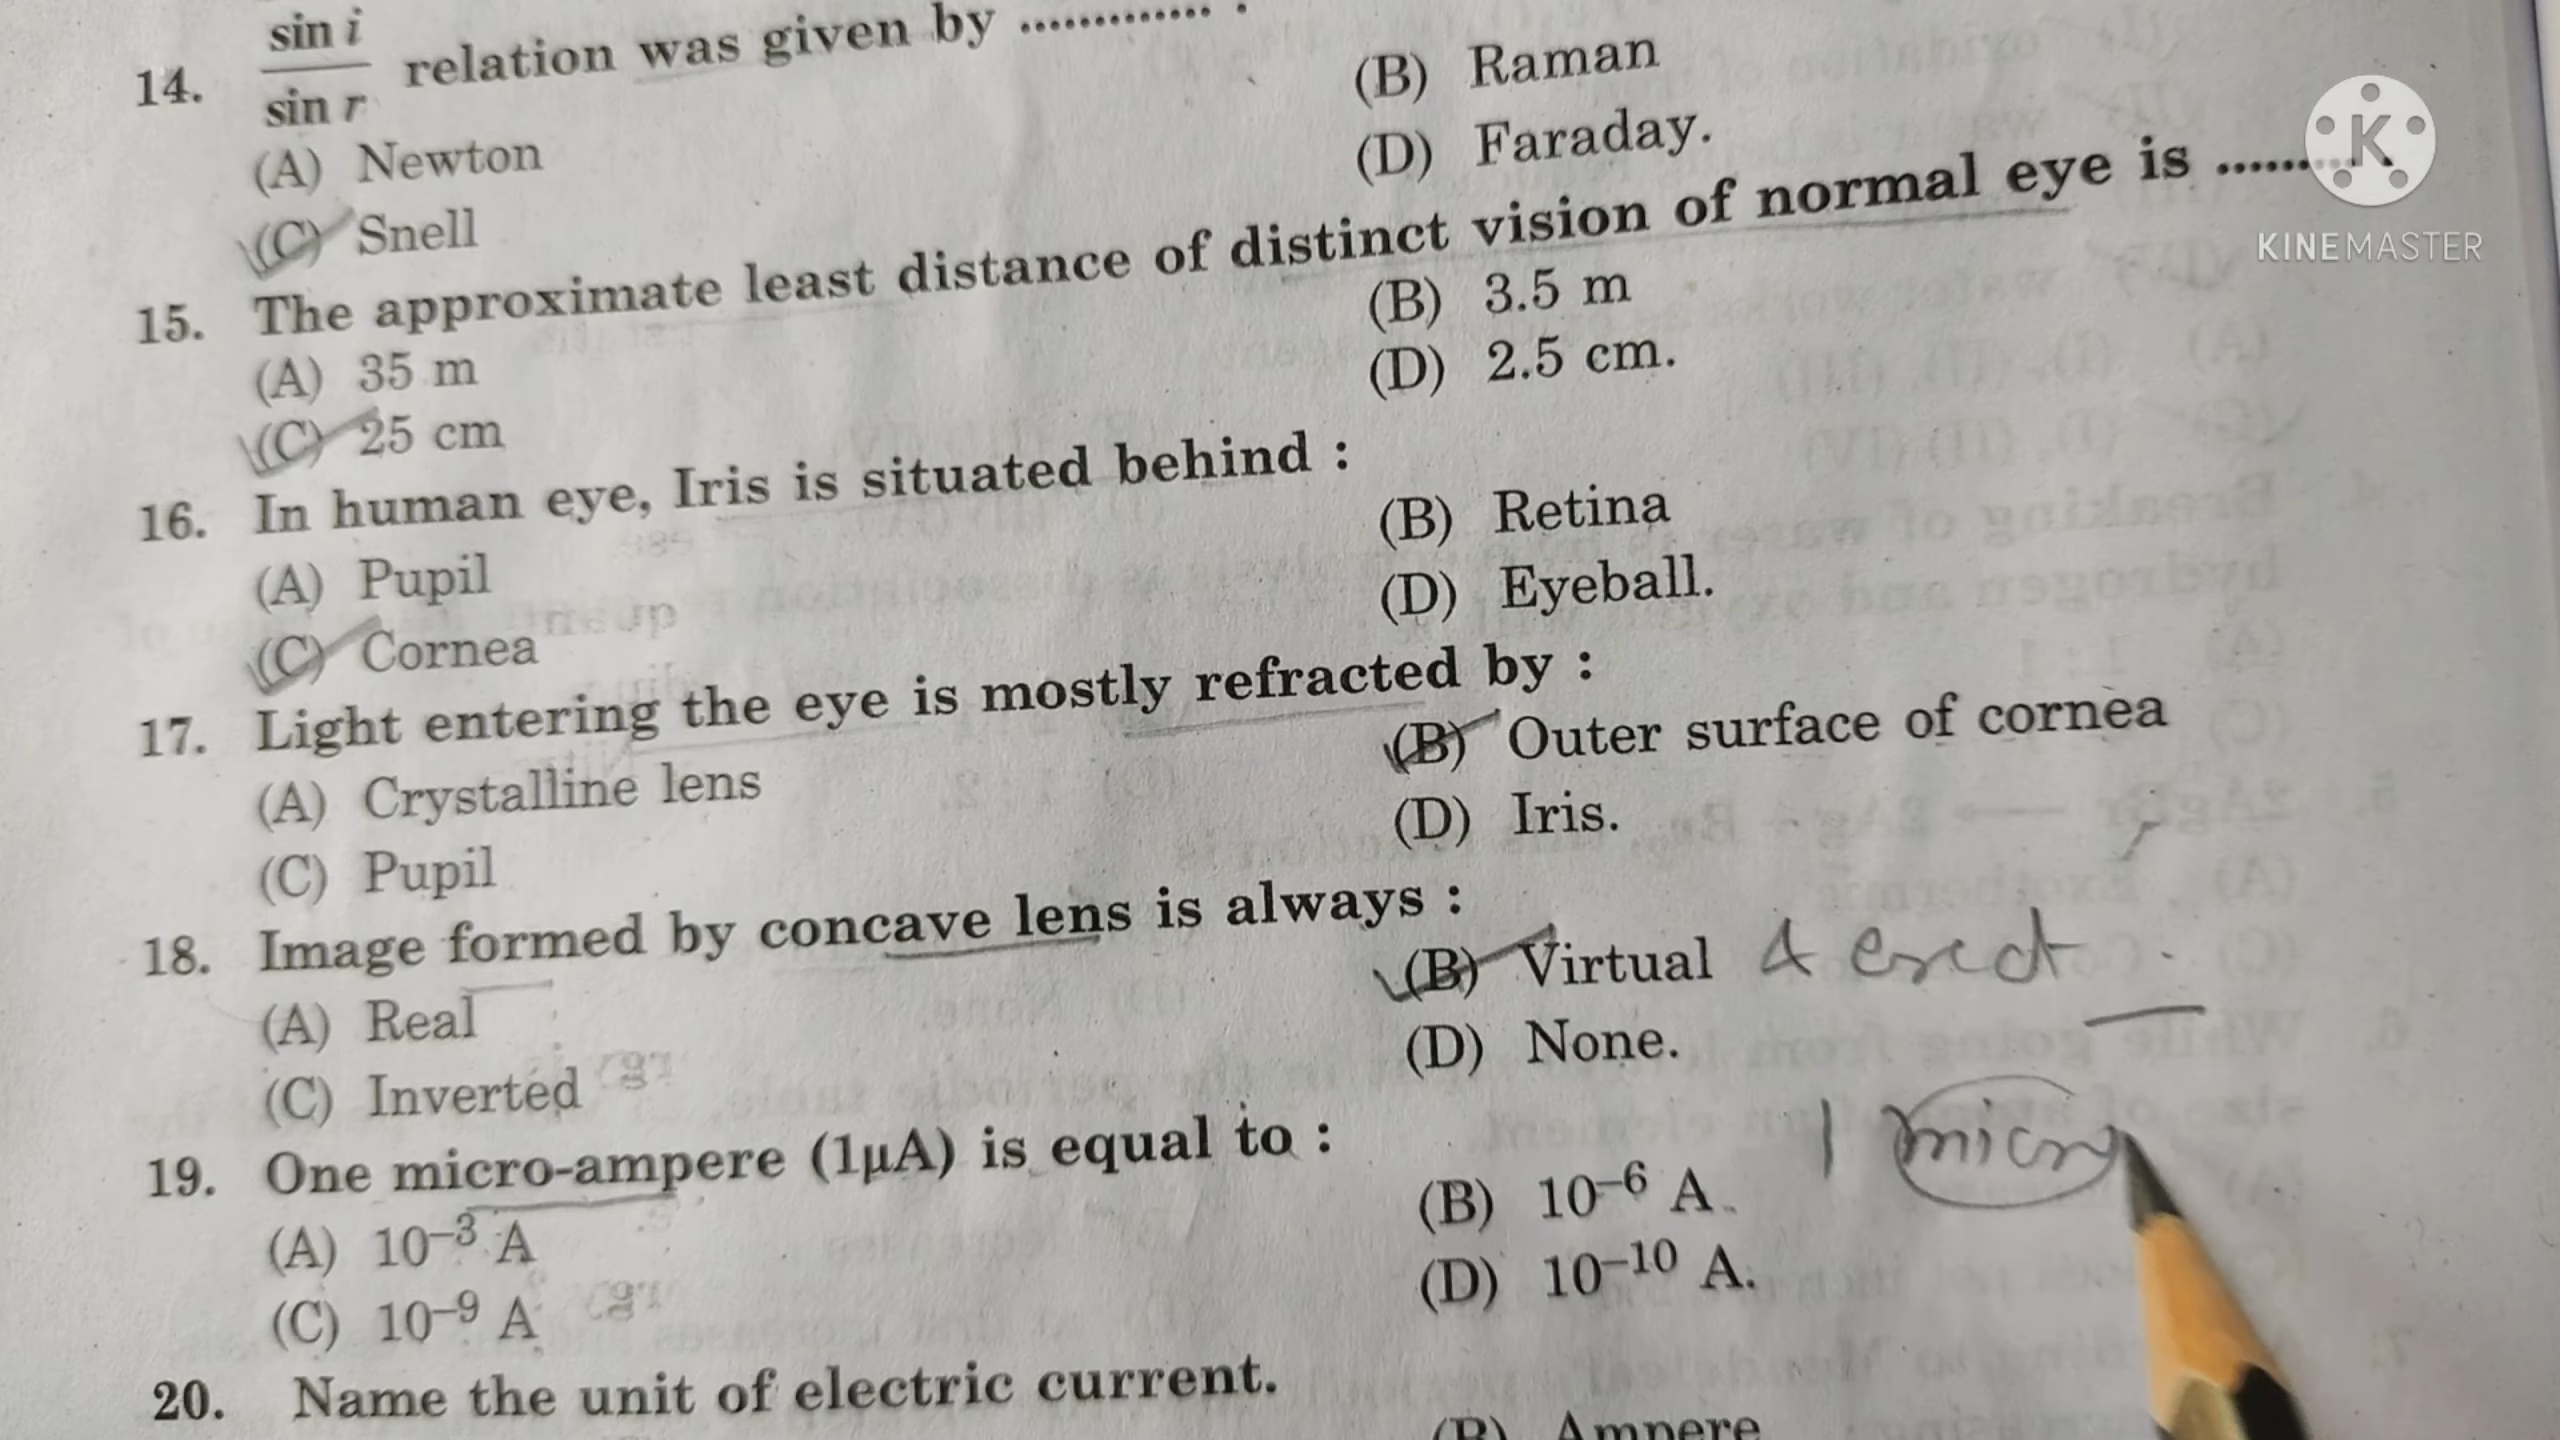 14. sin i / sin r relation was given by ............. .
(A) Newton (B) Raman
(C) Snell (D) Faraday.
15. The approximate least distance of distinct vision of normal eye is .......
(A) 35 m (B) 3.5 m
(C) 25 cm (D) 2.5 cm.
16. In human eye, Iris is situated behind :
(A) Pupil (B) Retina
(C) Cornea (D) Eyeball.
17. Light entering the eye is mostly refracted by :
(A) Crystalline lens (B) Outer surface of cornea
(C) Pupil (D) Iris.
18. Image formed by concave lens is always :
(A) Real (B) Virtual & erect
(C) Inverted (D) None.
19. One micro-ampere (1μA) is equal to :
1 micro
(A) 10⁻³ A (B) 10⁻⁶ A
(C) 10⁻⁹ A (D) 10⁻¹⁰ A.
20. Name the unit of electric current.
(B) Ampere
K
KINEMASTER